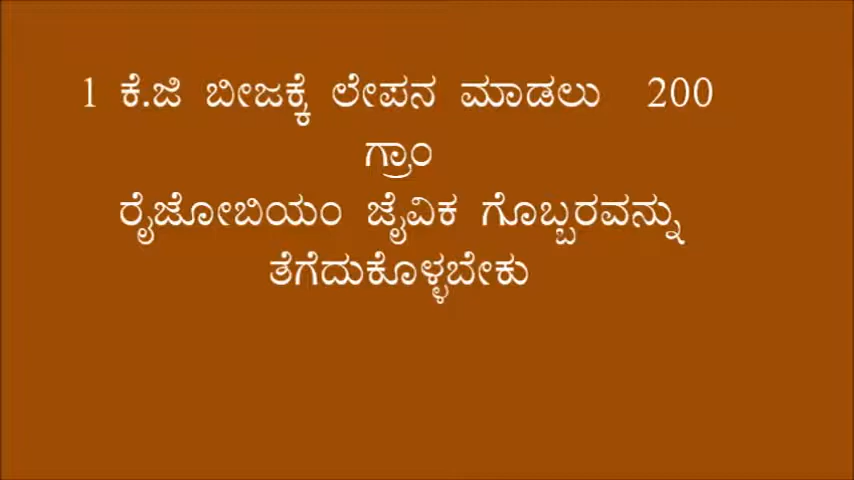 1 ಕೆ.ಜಿ ಬೀಜಕ್ಕೆ ಲೇಪನ ಮಾಡಲು 200
ಗ್ರಾಂ
ರೈಜೋಬಿಯಂ ಜೈವಿಕ ಗೊಬ್ಬರವನ್ನು
ತೆಗೆದುಕೊಳ್ಳಬೇಕು